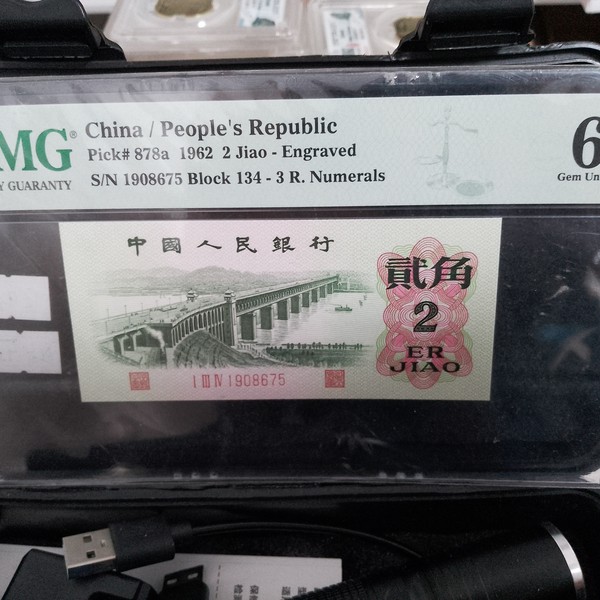 MG®
Y GUARANTY
China / People's Republic
Pick# 878a 1962 2 Jiao - Engraved
S/N 1908675 Block 134 - 3 R. Numerals
6
Gem Un
中國人民銀行
貳角
2
ER
JIAO
I III IV 1908675